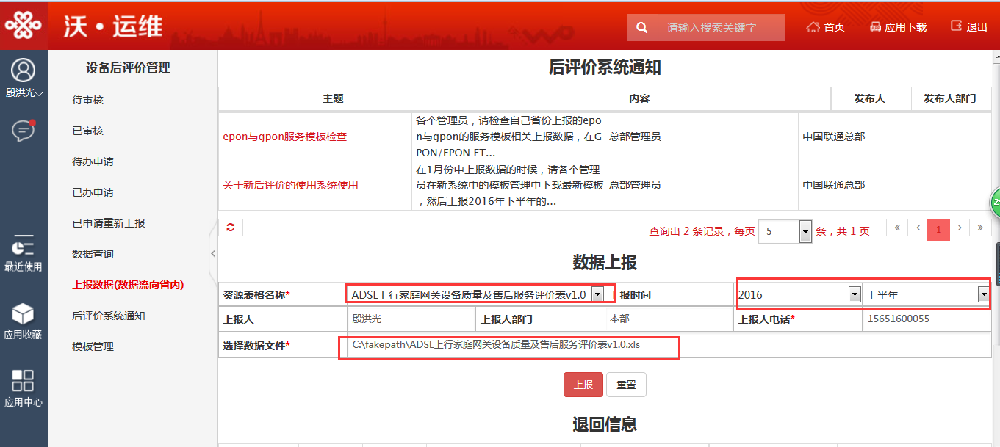 沃·运维
请输入搜索关键字
首页
应用下载
退出
殷洪光
最近使用
应用收藏
应用中心
设备后评价管理
待审核
已审核
待办申请
已办申请
已申请重新上报
数据查询
上报数据(数据流向省内)
后评价系统通知
模板管理
后评价系统通知
主题 内容 发布人 发布人部门
epon与gpon服务模板检查
各个管理员，请检查自己省份上报的epo
n与gpon的服务模板相关上报数据，在G
PON/EPON FT...
总部管理员
中国联通总部
关于新后评价的使用系统使用
在1月份中上报数据的时候，请各个管理
员在新系统中的模板管理中下载最新模板
，然后上报2016年下半年的...
总部管理员
中国联通总部
查询出 2 条记录，每页 5 条，共 1 页
« ‹ 1 › »
数据上报
资源表格名称* ADSL上行家庭网关设备质量及售后服务评价表v1.0 上报时间 2016 上半年
上报人 殷洪光 上报人部门 本部 上报人电话* 15651600055
选择数据文件* C:\fakepath\ADSL上行家庭网关设备质量及售后服务评价表v1.0.xls
上报 重置
退回信息